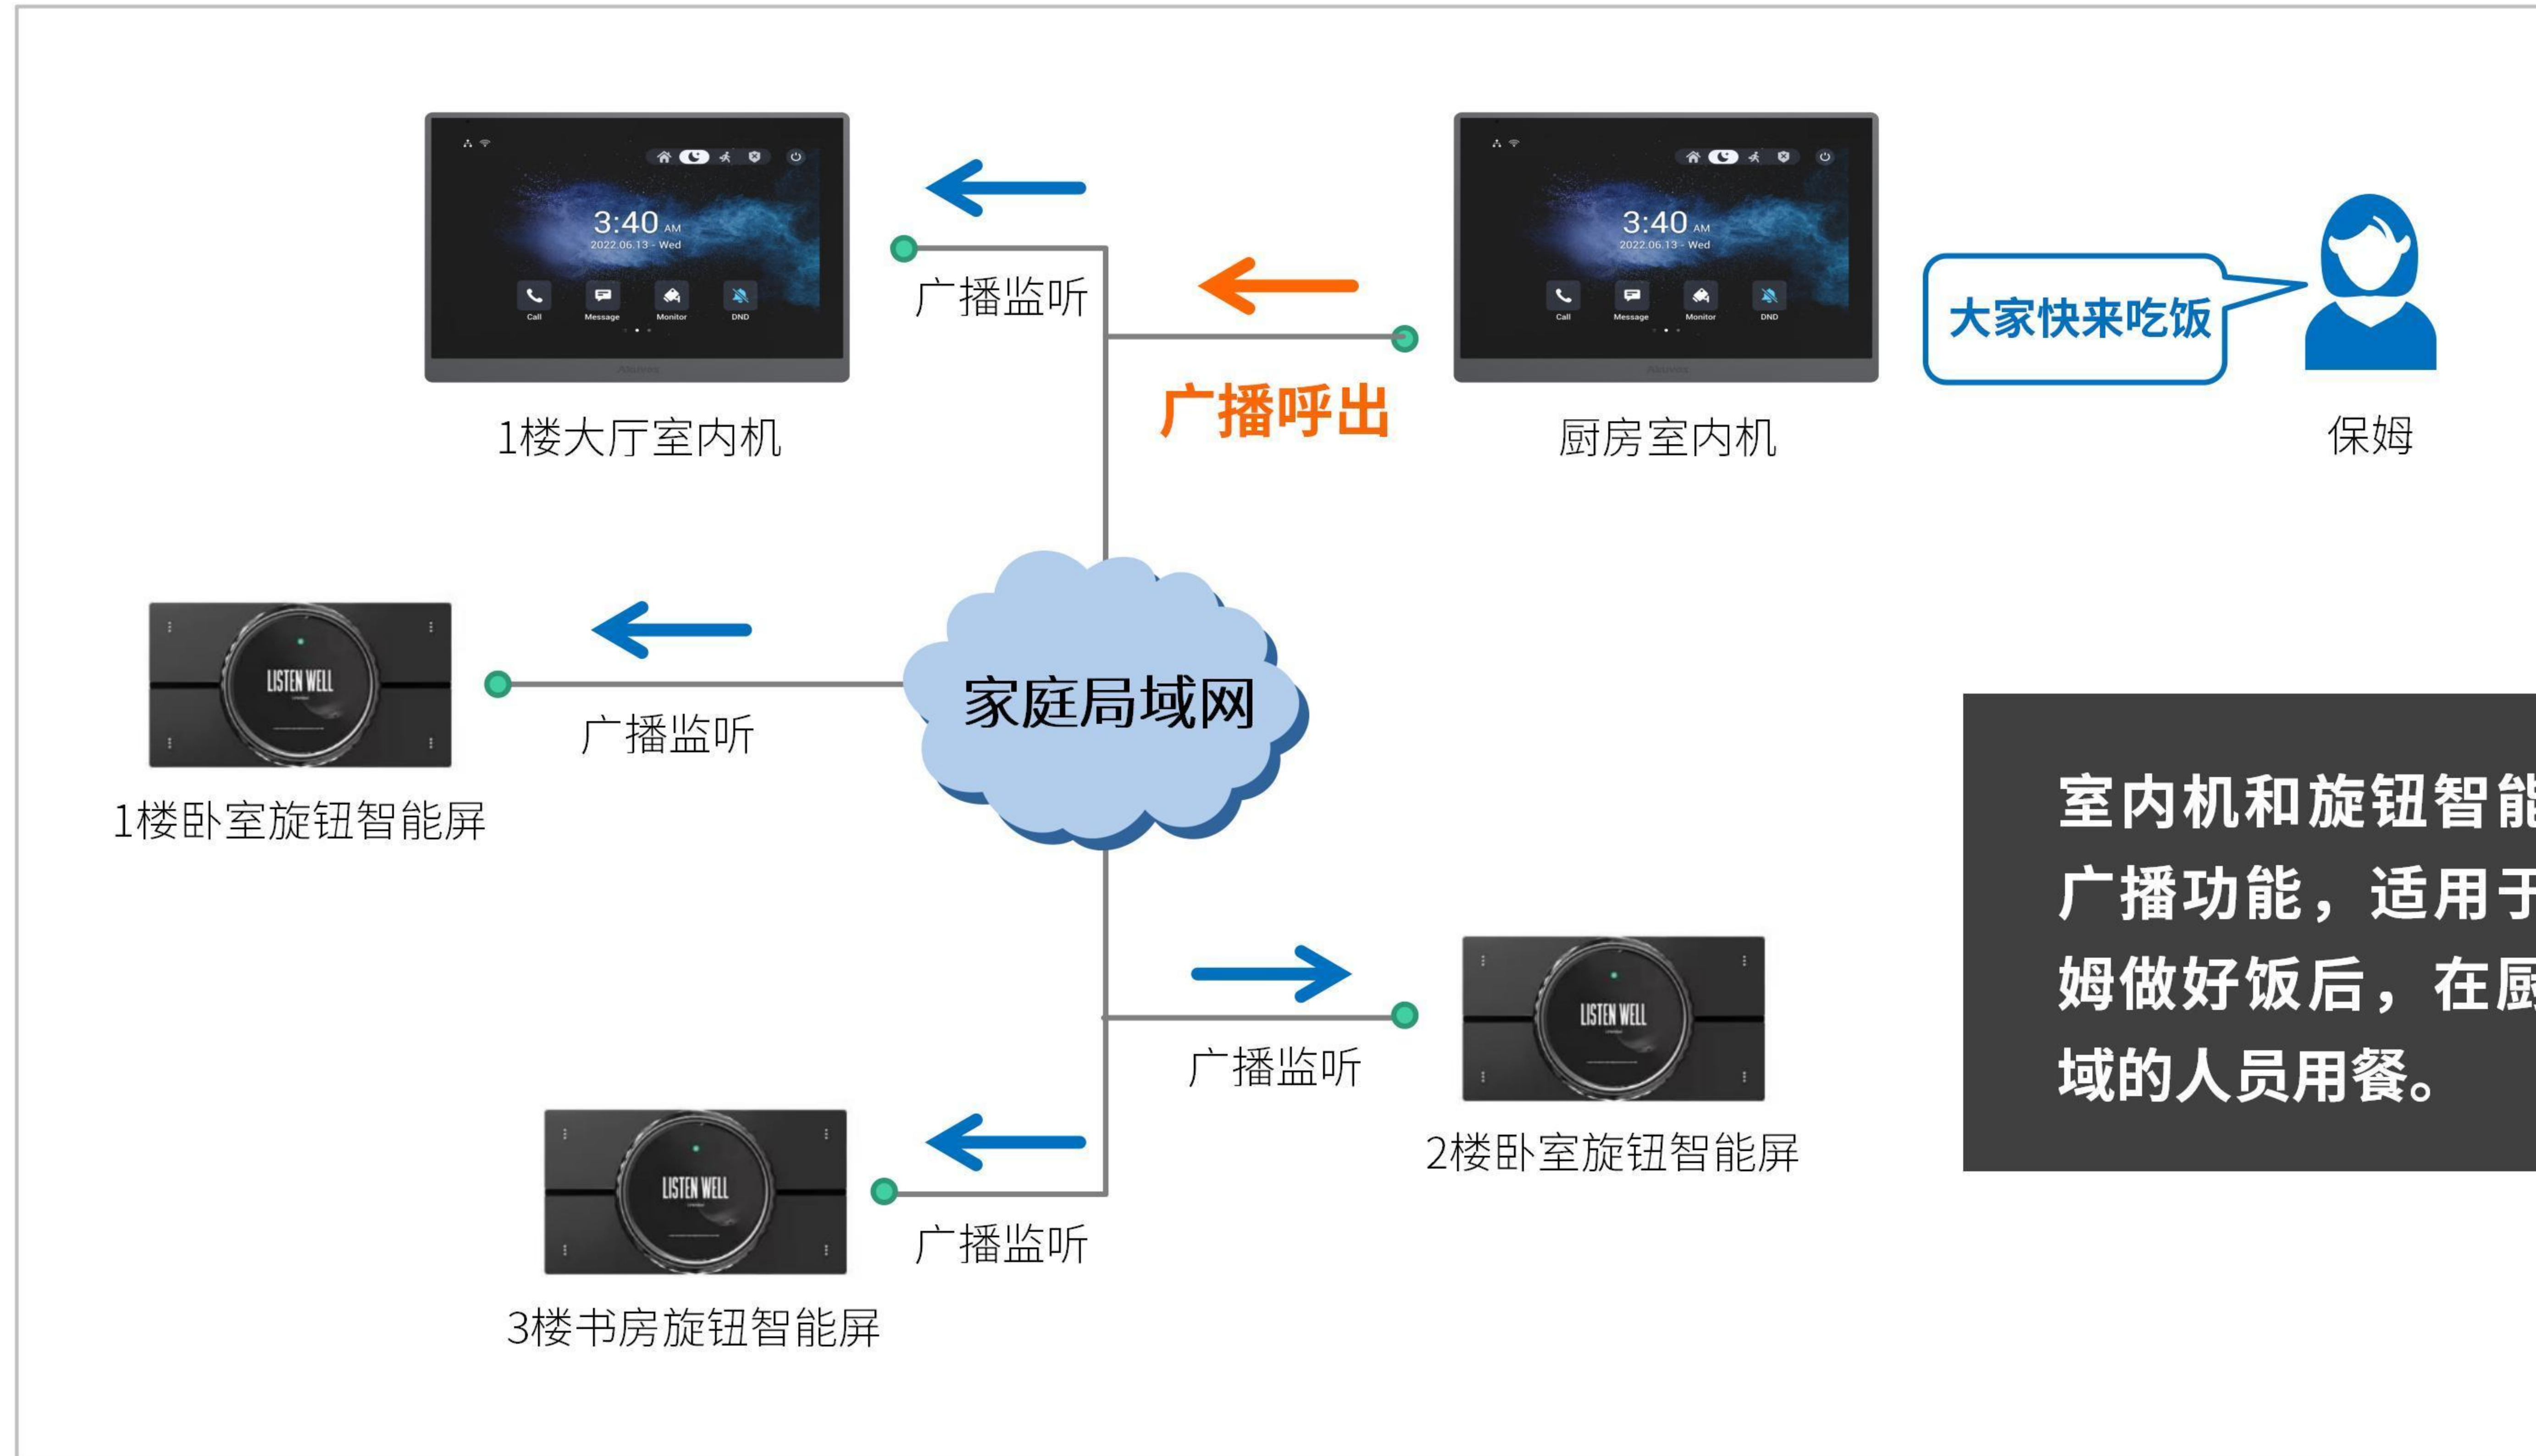 3:40 AM
2022.06.13 - Wed
Call Message Monitor DND
1楼大厅室内机
广播监听
广播呼出
3:40 AM
2022.06.13 - Wed
Call Message Monitor DND
厨房室内机
大家快来吃饭
保姆
LISTEN WELL
1楼卧室旋钮智能屏
广播监听
家庭局域网
室内机和旋钮智能
广播功能，适用于
姆做好饭后，在厨
域的人员用餐。
广播监听
LISTEN WELL
2楼卧室旋钮智能屏
LISTEN WELL
3楼书房旋钮智能屏
广播监听